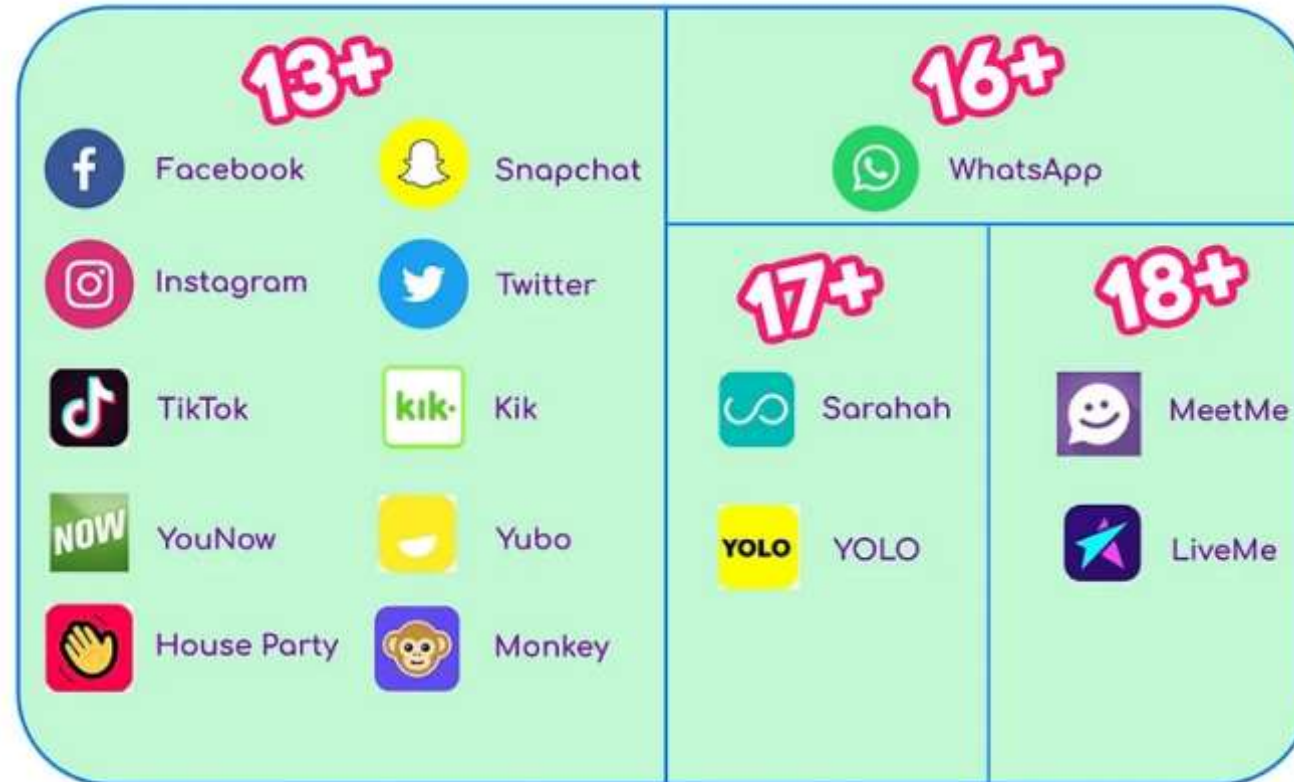 13+
Facebook
Snapchat
Instagram
Twitter
TikTok
kik·
Kik
NOW
YouNow
Yubo
House Party
Monkey
16+
WhatsApp
17+
Sarahah
YOLO
YOLO
18+
MeetMe
LiveMe